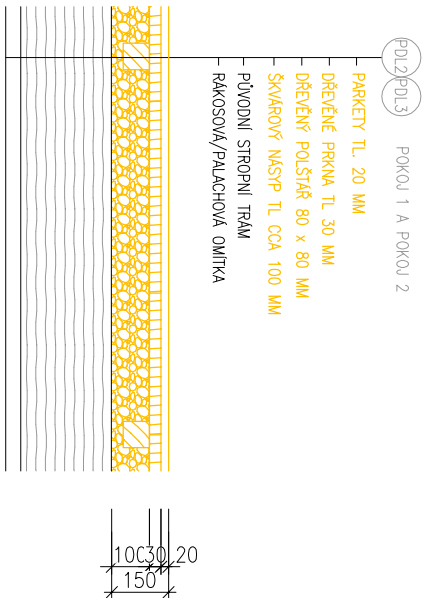 PDL2/PDL3
POKOJ 1 A POKOJ 2
PARKETY TL. 20 MM
DŘEVĚNÉ PRKNA TL 30 MM
DŘEVĚNÝ POLŠTÁŘ 80 x 80 MM
ŠKVÁROVÝ NÁSYP TL CCA 100 MM
PŮVODNÍ STROPNÍ TRÁM
RÁKOSOVÁ/PALACHOVÁ OMÍTKA
100 30 20
150